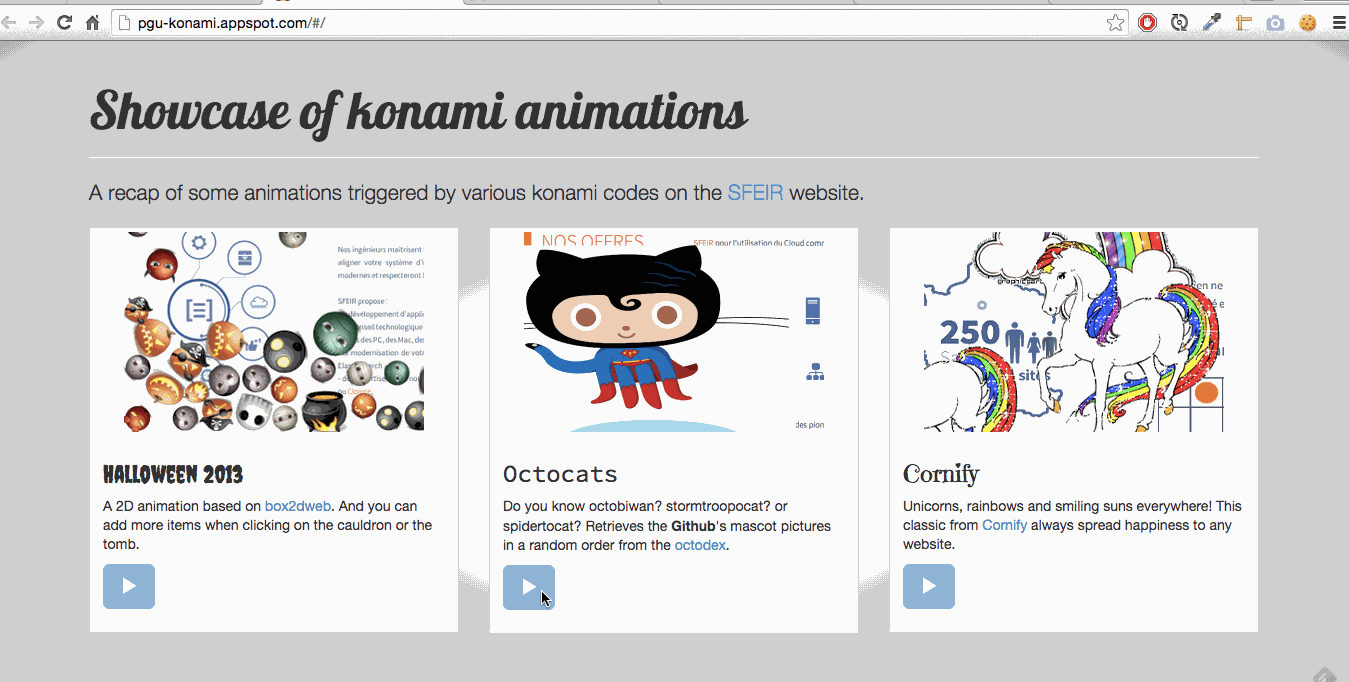 pgu-konami.appspot.com/#/
Showcase of konami animations
A recap of some animations triggered by various konami codes on the SFEIR website.
Nos ingénieurs maîtrisent
aligner votre système d'i
modernes et respecteront
SFEIR propose :
développement d'appli
conseil technologique
des PC, des Mac, des
modernisation de votr
HALLOWEEN 2013
A 2D animation based on box2dweb. And you can
add more items when clicking on the cauldron or the
tomb.
NOS OFFRES
SFEIR pour l'utilisation du Cloud comr
des pion
Octocats
Do you know octobiwan? stormtroopocat? or
spidertocat? Retrieves the Github's mascot pictures
in a random order from the octodex.
en ne
250
sites
Cornify
Unicorns, rainbows and smiling suns everywhere! This
classic from Cornify always spread happiness to any
website.